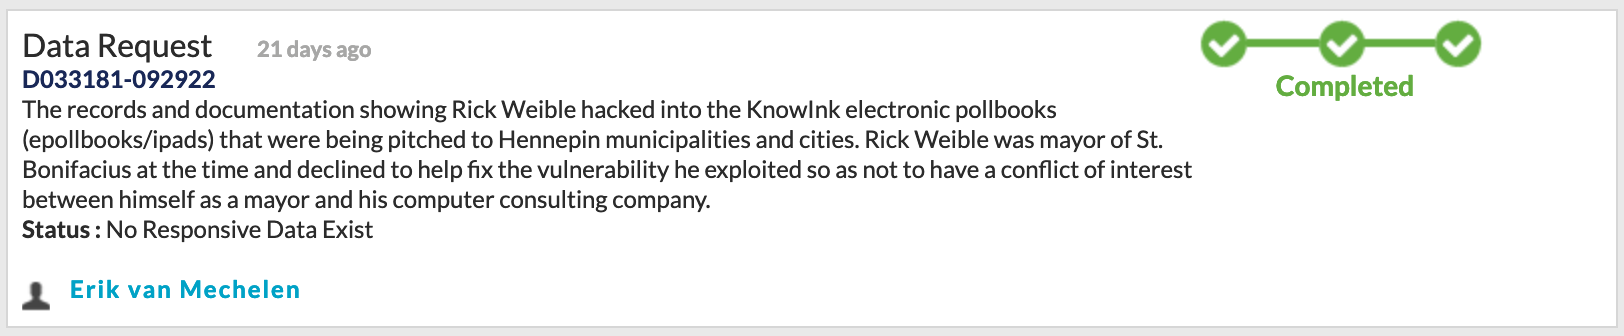 Data Request 21 days ago
D033181-092922
Completed
The records and documentation showing Rick Weible hacked into the KnowInk electronic pollbooks
(epollbooks/ipads) that were being pitched to Hennepin municipalities and cities. Rick Weible was mayor of St.
Bonifacius at the time and declined to help fix the vulnerability he exploited so as not to have a conflict of interest
between himself as a mayor and his computer consulting company.
Status : No Responsive Data Exist
Erik van Mechelen